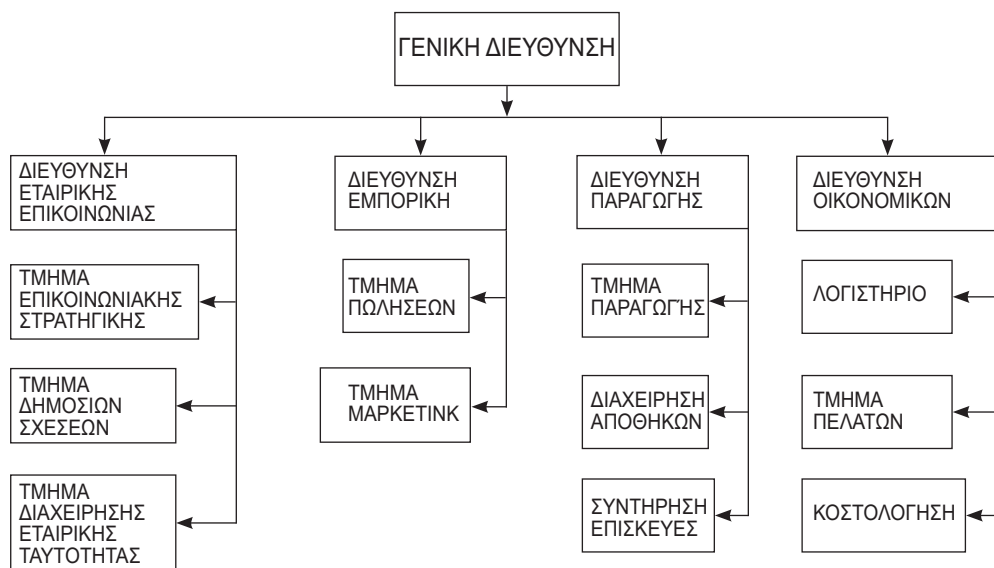 ΓΕΝΙΚΗ ΔΙΕΥΘΥΝΣΗ
ΔΙΕΥΘΥΝΣΗ
ΕΤΑΙΡΙΚΗΣ
ΕΠΙΚΟΙΝΩΝΙΑΣ
ΤΜΗΜΑ
ΕΠΙΚΟΙΝΩΝΙΑΚΗΣ
ΣΤΡΑΤΗΓΙΚΗΣ
ΤΜΗΜΑ
ΔΗΜΟΣΙΩΝ
ΣΧΕΣΕΩΝ
ΤΜΗΜΑ
ΔΙΑΧΕΙΡΗΣΗΣ
ΕΤΑΙΡΙΚΗΣ
ΤΑΥΤΟΤΗΤΑΣ
ΔΙΕΥΘΥΝΣΗ
ΕΜΠΟΡΙΚΗ
ΤΜΗΜΑ
ΠΩΛΗΣΕΩΝ
ΤΜΗΜΑ
ΜΑΡΚΕΤΙΝΚ
ΔΙΕΥΘΥΝΣΗ
ΠΑΡΑΓΩΓΗΣ
ΤΜΗΜΑ
ΠΑΡΑΓΩΓΉΣ
ΔΙΑΧΕΙΡΗΣΗ
ΑΠΟΘΗΚΩΝ
ΣΥΝΤΗΡΗΣΗ
ΕΠΙΣΚΕΥΕΣ
ΔΙΕΥΘΥΝΣΗ
ΟΙΚΟΝΟΜΙΚΩΝ
ΛΟΓΙΣΤΗΡΙΟ
ΤΜΗΜΑ
ΠΕΛΑΤΩΝ
ΚΟΣΤΟΛΟΓΗΣΗ